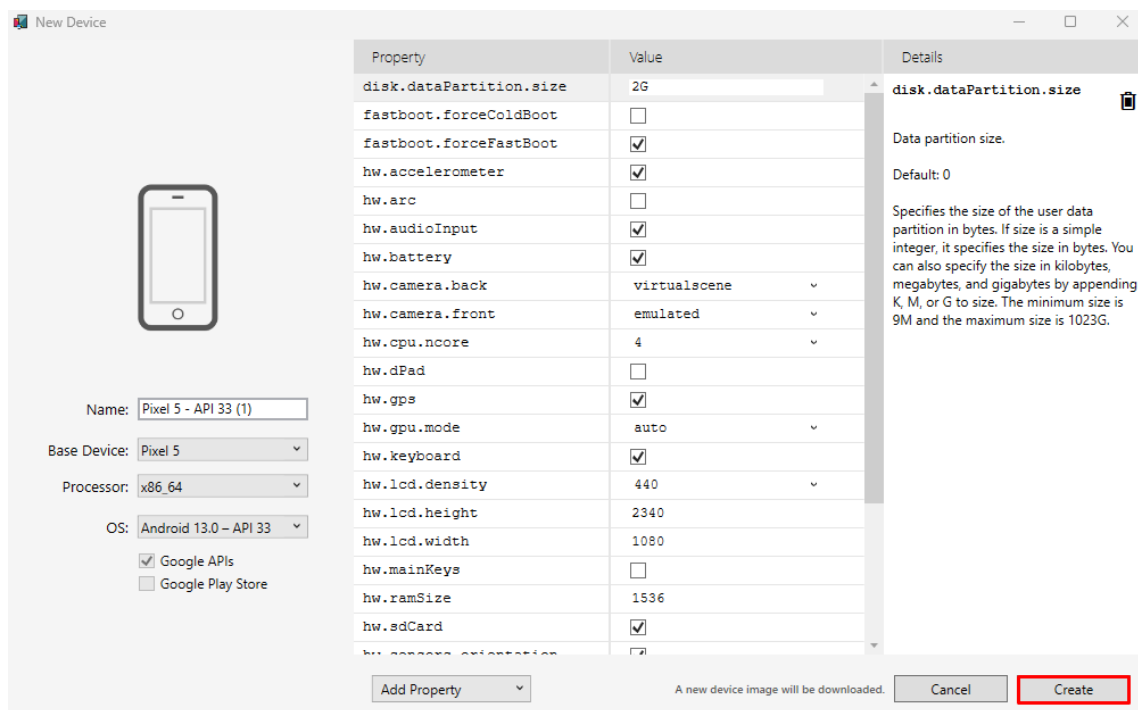 New Device
Property Value Details
disk.dataPartition.size 2G
fastboot.forceColdBoot
fastboot.forceFastBoot
hw.accelerometer
hw.arc
hw.audioInput
hw.battery
hw.camera.back virtualscene
hw.camera.front emulated
hw.cpu.ncore 4
hw.dPad
hw.gps
hw.gpu.mode auto
hw.keyboard
hw.lcd.density 440
hw.lcd.height 2340
hw.lcd.width 1080
hw.mainKeys
hw.ramSize 1536
hw.sdCard
hw.sensors.orientation
disk.dataPartition.size
Data partition size.
Default: 0
Specifies the size of the user data
partition in bytes. If size is a simple
integer, it specifies the size in bytes. You
can also specify the size in kilobytes,
megabytes, and gigabytes by appending
K, M, or G to size. The minimum size is
9M and the maximum size is 1023G.
Name: Pixel 5 - API 33 (1)
Base Device: Pixel 5
Processor: x86_64
OS: Android 13.0 – API 33
Google APIs
Google Play Store
Add Property
A new device image will be downloaded.
Cancel
Create